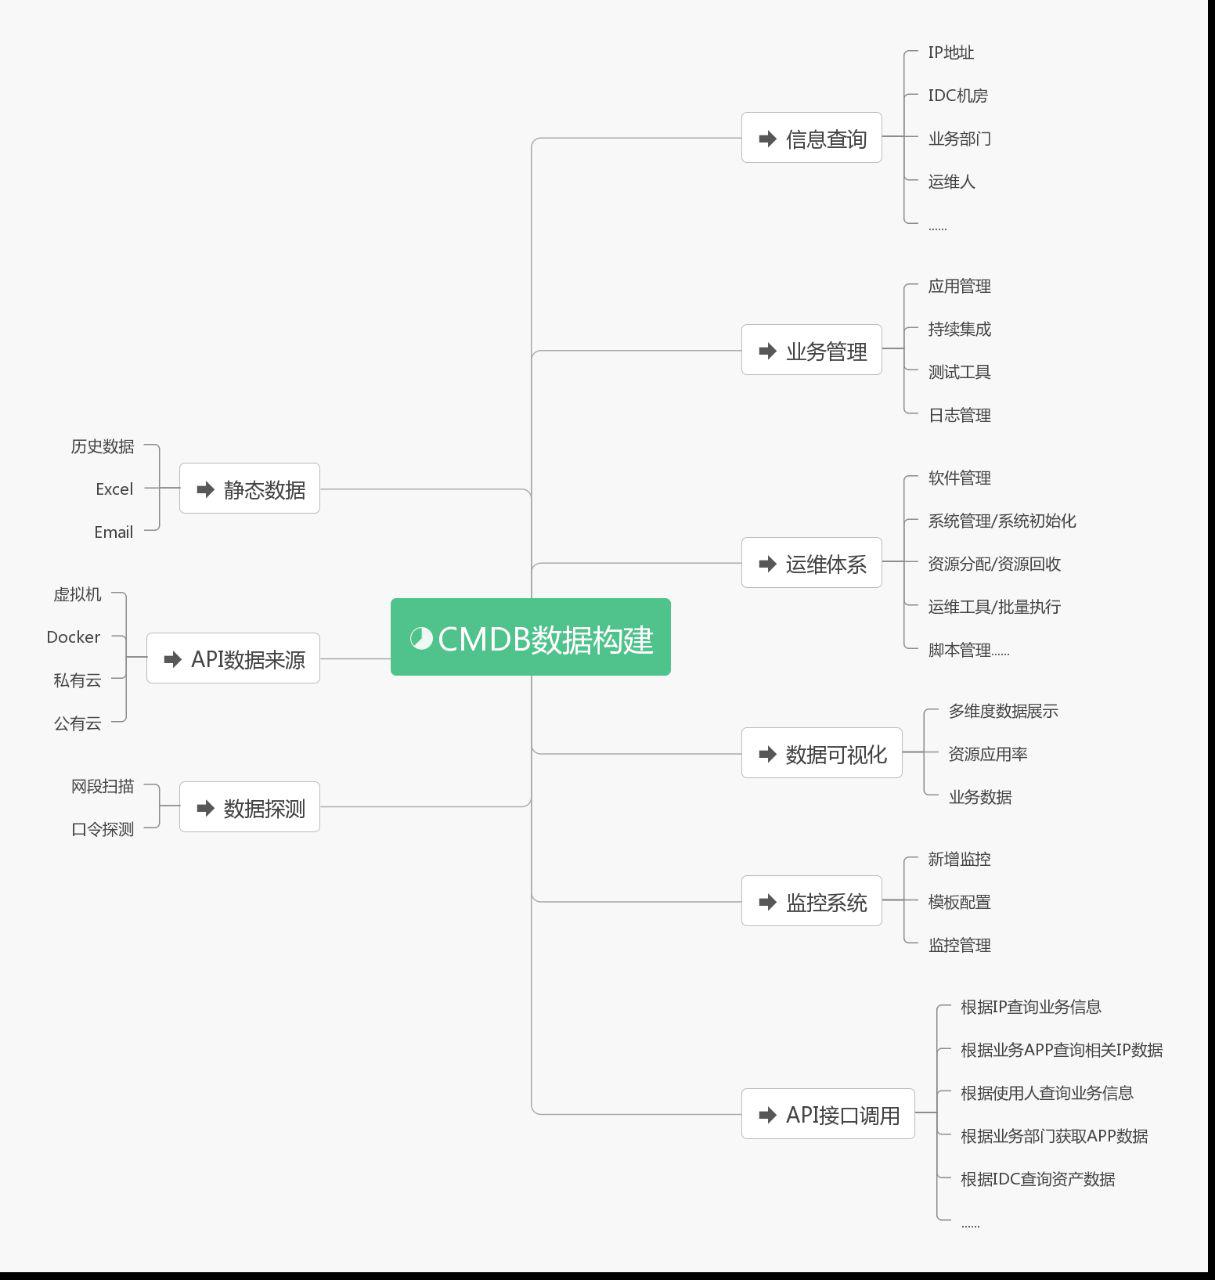 CMDB数据构建
静态数据
历史数据
Excel
Email
API数据来源
虚拟机
Docker
私有云
公有云
数据探测
网段扫描
口令探测
信息查询
IP地址
IDC机房
业务部门
运维人
......
业务管理
应用管理
持续集成
测试工具
日志管理
运维体系
软件管理
系统管理/系统初始化
资源分配/资源回收
运维工具/批量执行
脚本管理......
数据可视化
多维度数据展示
资源应用率
业务数据
监控系统
新增监控
模板配置
监控管理
API接口调用
根据IP查询业务信息
根据业务APP查询相关IP数据
根据使用人查询业务信息
根据业务部门获取APP数据
根据IDC查询资产数据
......